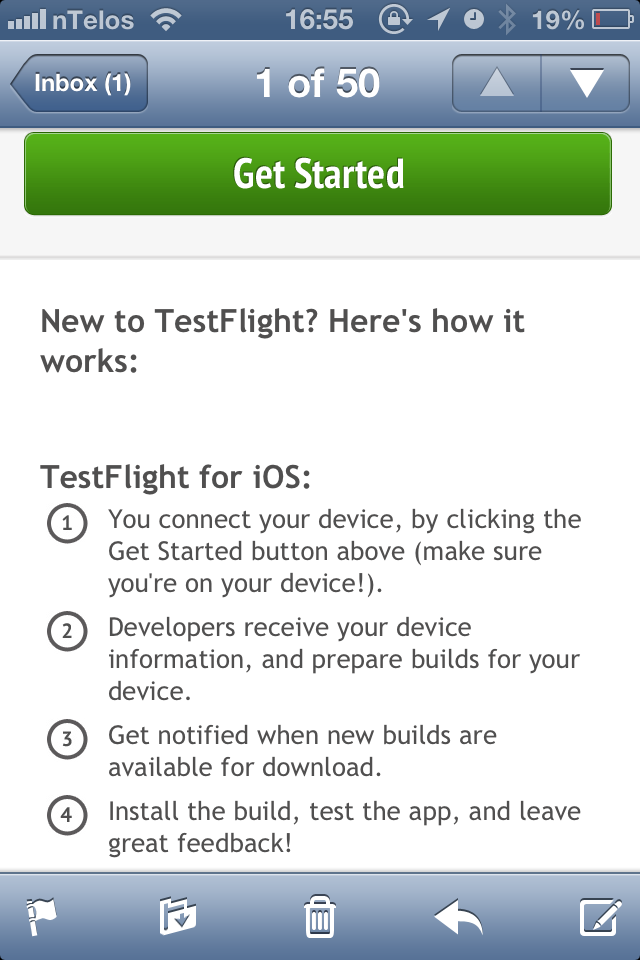 nTelos 16:55 19%
Inbox (1) 1 of 50
Get Started
New to TestFlight? Here's how it
works:
TestFlight for iOS:
1 You connect your device, by clicking the
Get Started button above (make sure
you're on your device!).
2 Developers receive your device
information, and prepare builds for your
device.
3 Get notified when new builds are
available for download.
4 Install the build, test the app, and leave
great feedback!